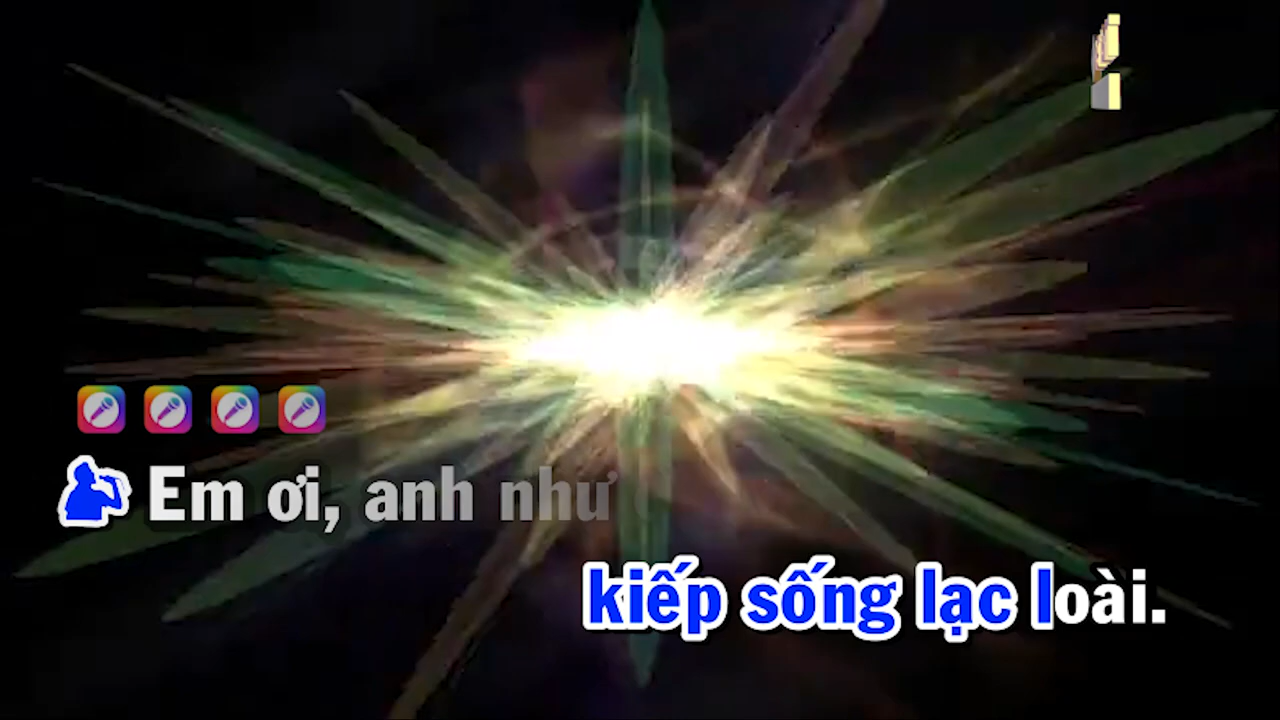 Em ơi, anh như
kiếp sống lạc loài.